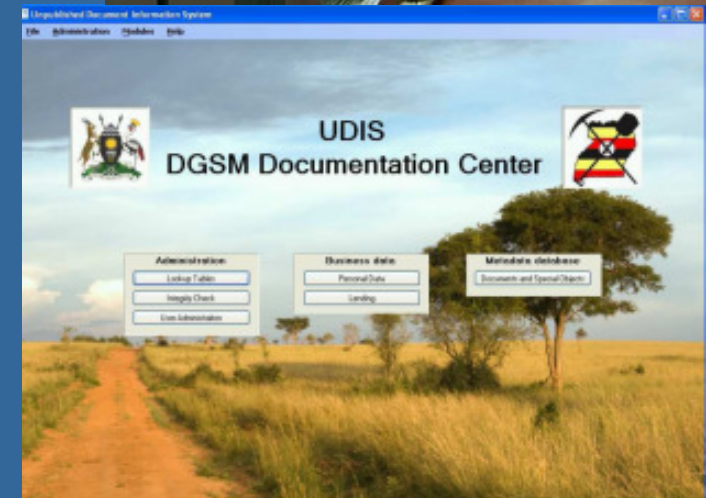 Unpublished Document Information System
File Administration Modules Help
UDIS
DGSM Documentation Center
Administration
Lookup Tables
Integrity Check
User Administration
Business data
Personal Data
Lending
Metadata database
Documents and Special Objects